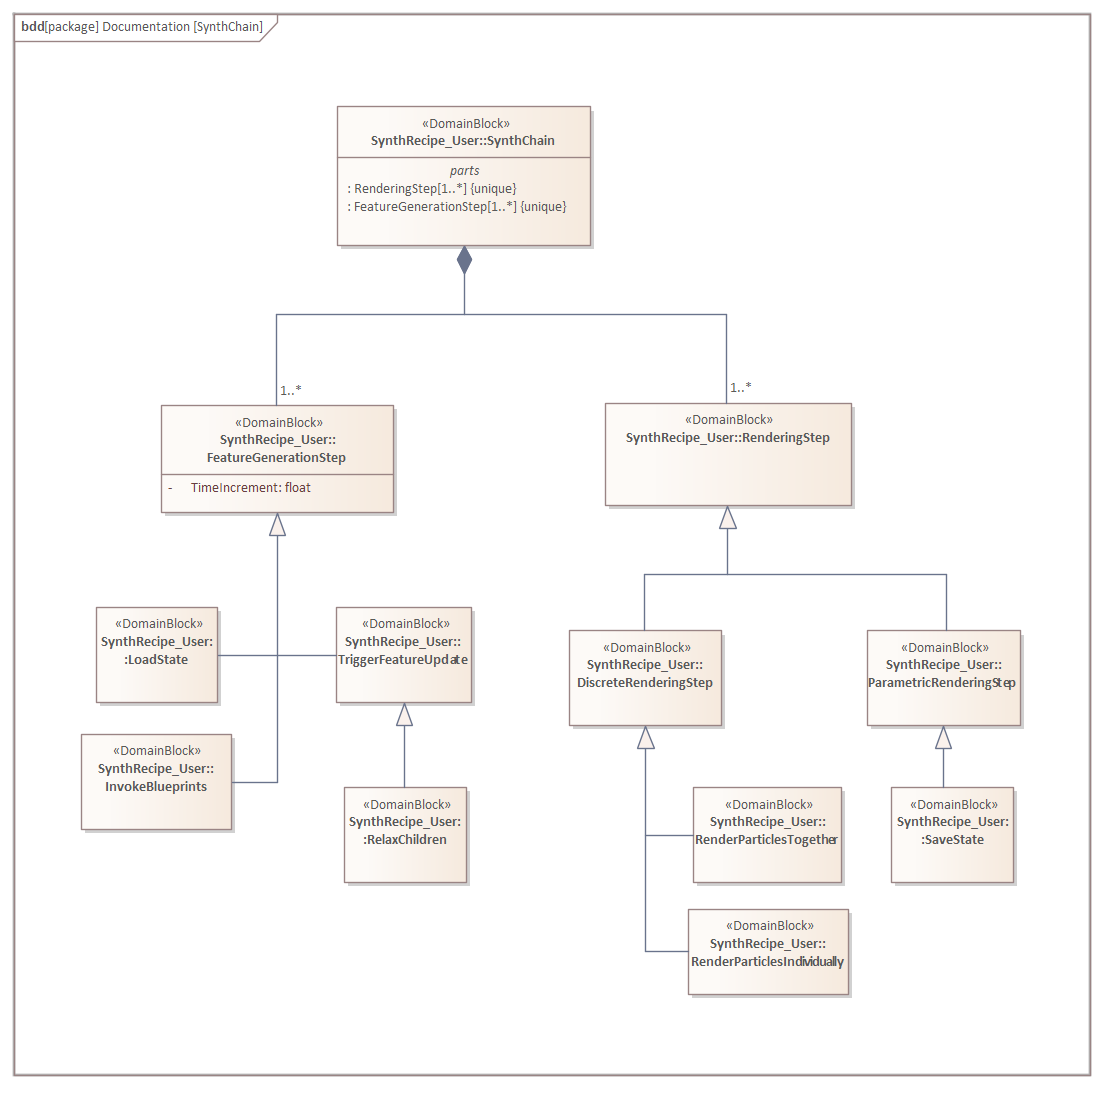 bdd[package] Documentation [SynthChain]
«DomainBlock»
SynthRecipe_User::SynthChain
parts
: RenderingStep[1..*] {unique}
: FeatureGenerationStep[1..*] {unique}
1..*
1..*
«DomainBlock»
SynthRecipe_User::
FeatureGenerationStep
- TimeIncrement: float
«DomainBlock»
SynthRecipe_User::RenderingStep
«DomainBlock»
SynthRecipe_User:
:LoadState
«DomainBlock»
SynthRecipe_User::
TriggerFeatureUpdate
«DomainBlock»
SynthRecipe_User::
DiscreteRenderingStep
«DomainBlock»
SynthRecipe_User::
ParametricRenderingStep
«DomainBlock»
SynthRecipe_User::
InvokeBlueprints
«DomainBlock»
SynthRecipe_User:
:RelaxChildren
«DomainBlock»
SynthRecipe_User::
RenderParticlesTogether
«DomainBlock»
SynthRecipe_User:
:SaveState
«DomainBlock»
SynthRecipe_User::
RenderParticlesIndividually